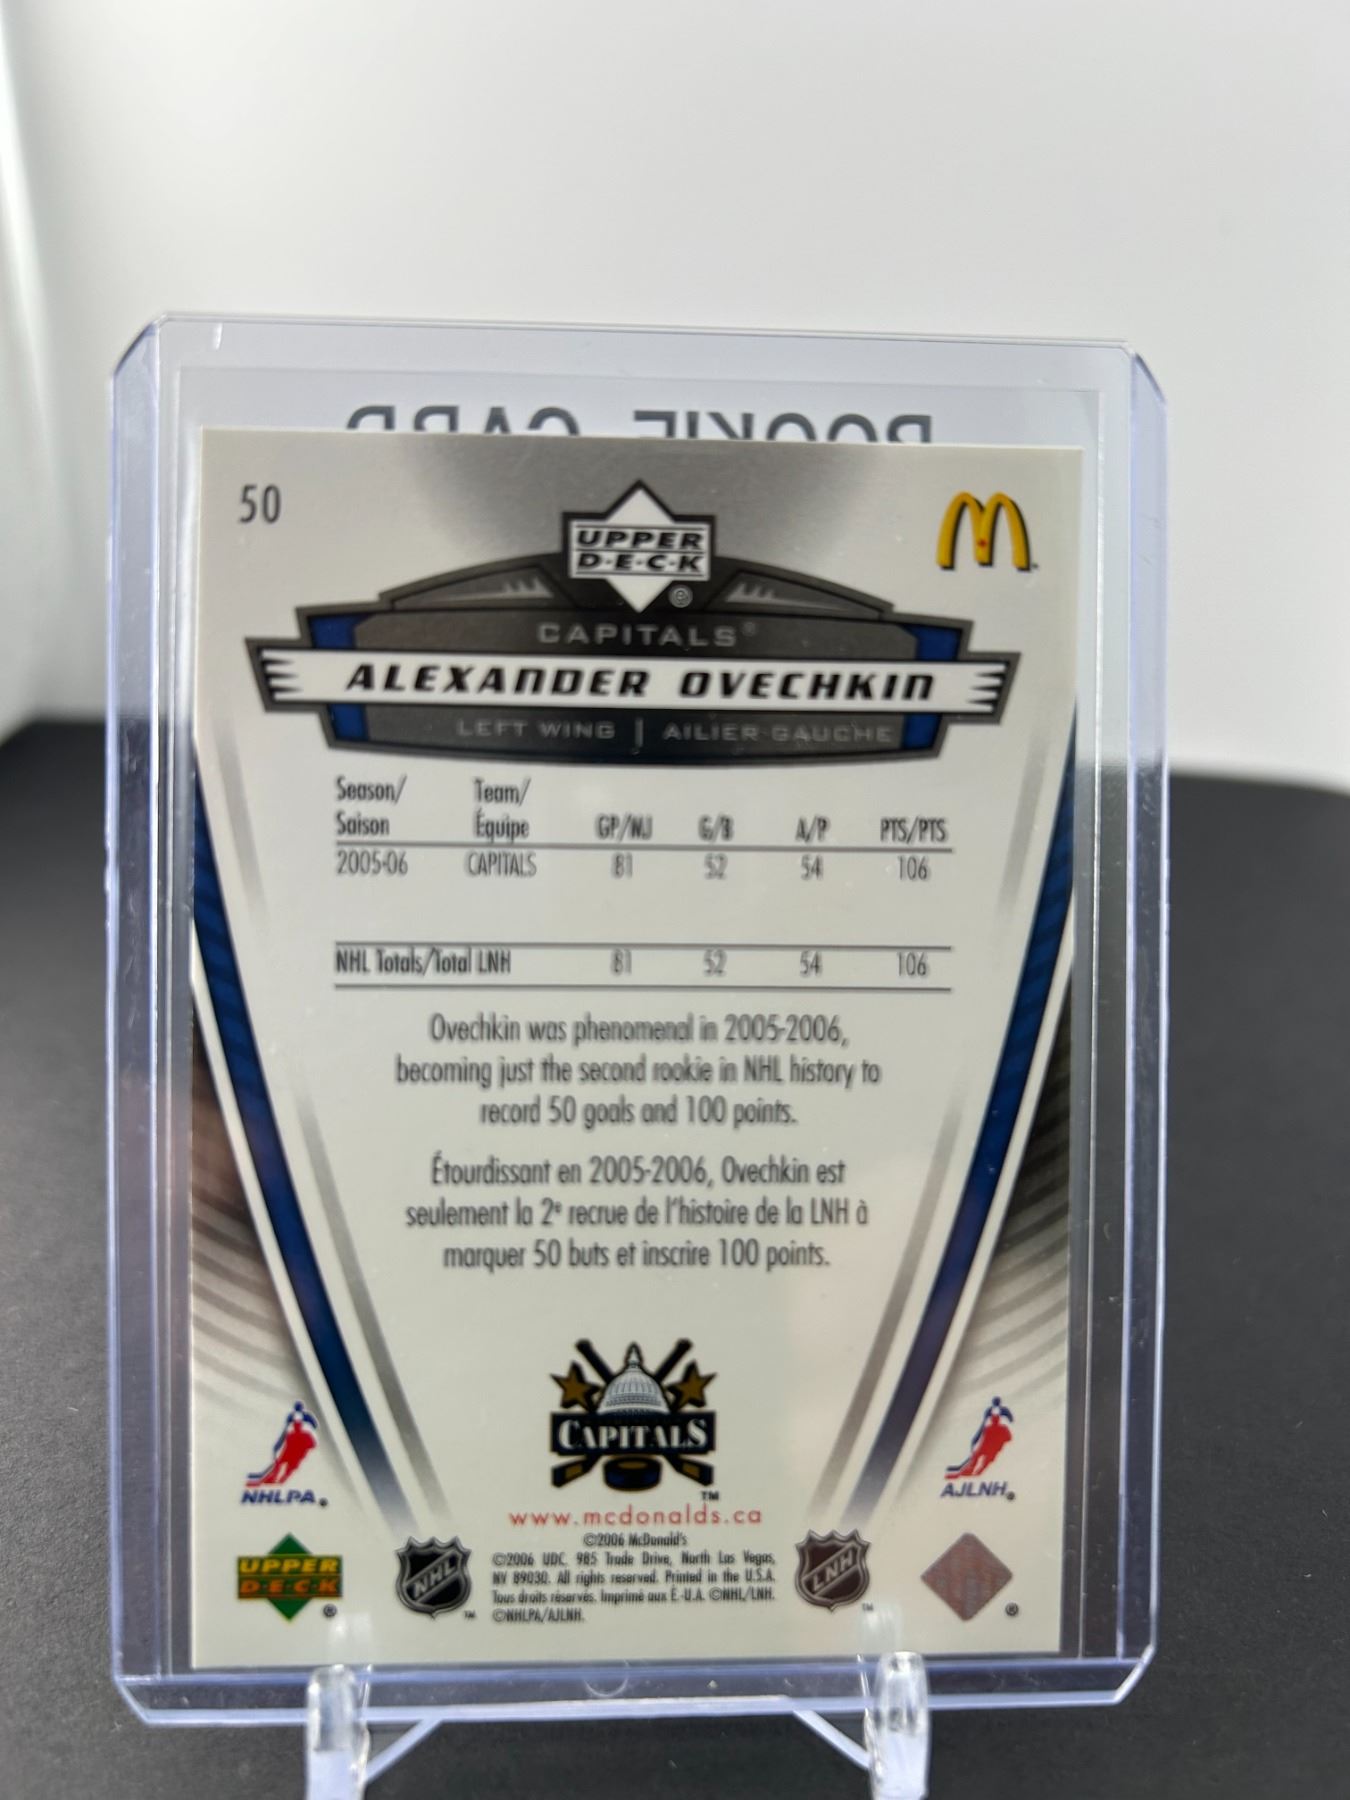 ROOKIE CARD
50
UPPER
D·E·C·K
®
M
CAPITALS®
ALEXANDER OVECHKIN
LEFT WING | AILIER GAUCHE
Season/ Team/
Saison Équipe GP/MJ G/B A/P PTS/PTS
2005-06 CAPITALS 81 52 54 106
NHL Totals/Total LNH 81 52 54 106
Ovechkin was phenomenal in 2005-2006,
becoming just the second rookie in NHL history to
record 50 goals and 100 points.
Étourdissant en 2005-2006, Ovechkin est
seulement la 2e recrue de l'histoire de la LNH à
marquer 50 buts et inscrire 100 points.
CAPITALS
™
NHLPA®
AJLNH®
www.mcdonalds.ca
©2006 McDonald's
©2006 UDC, 985 Trade Drive, North Las Vegas,
NV 89030. All rights reserved. Printed in the U.S.A.
Tous droits réservés. Imprimé aux É.-U.A. ©NHL/LNH.
©NHLPA/AJLNH.
UPPER
D·E·C·K
®
NHL
™
LNH
™
®